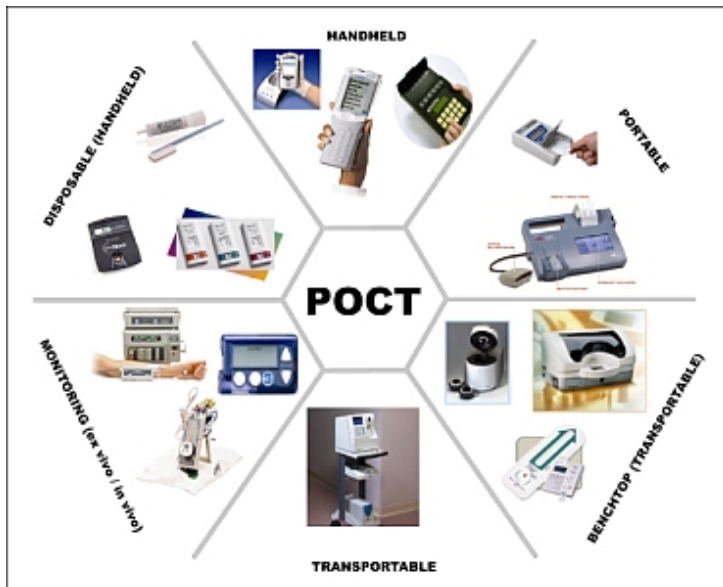 HANDHELD
DISPOSABLE (HANDHELD)
PORTABLE
POCT
MONITORING (ex vivo / in vivo)
BENCHTOP (TRANSPORTABLE)
TRANSPORTABLE